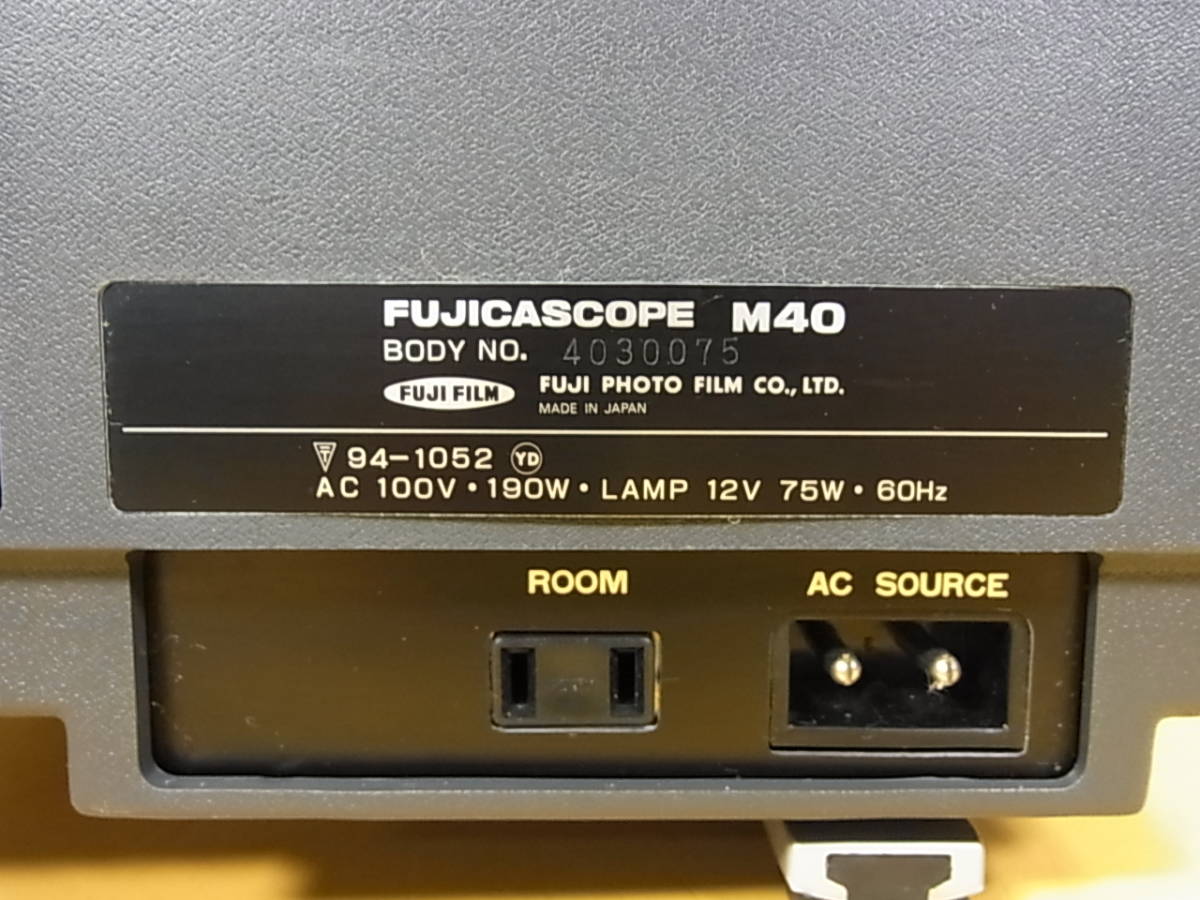 FUJICASCOPE M40
BODY NO. 4030075
FUJI FILM FUJI PHOTO FILM CO., LTD.
MADE IN JAPAN
T 94-1052 YD
AC 100V・190W・LAMP 12V 75W・60Hz
ROOM AC SOURCE